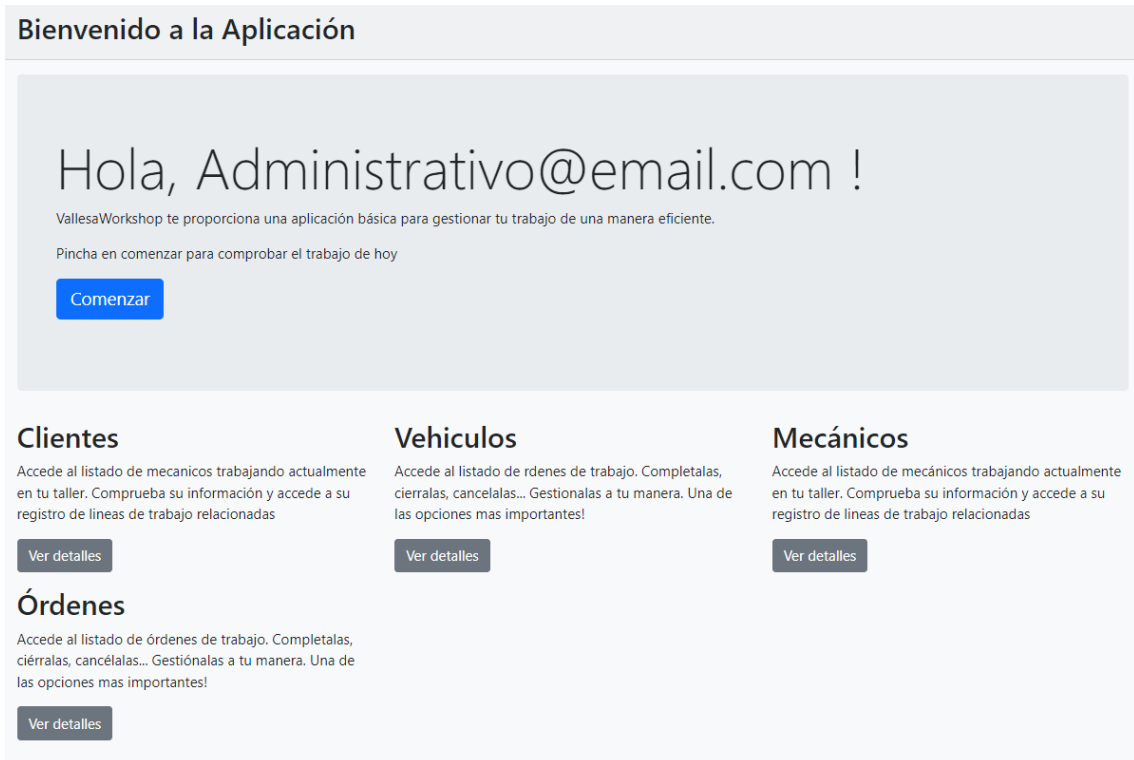 Bienvenido a la Aplicación
Hola, Administrativo@email.com !
VallesaWorkshop te proporciona una aplicación básica para gestionar tu trabajo de una manera eficiente.
Pincha en comenzar para comprobar el trabajo de hoy
Comenzar
Clientes
Accede al listado de mecanicos trabajando actualmente
en tu taller. Comprueba su información y accede a su
registro de lineas de trabajo relacionadas
Ver detalles
Vehiculos
Accede al listado de rdenes de trabajo. Completalas,
cierralas, cancelalas... Gestionalas a tu manera. Una de
las opciones mas importantes!
Ver detalles
Mecánicos
Accede al listado de mecánicos trabajando actualmente
en tu taller. Comprueba su información y accede a su
registro de lineas de trabajo relacionadas
Ver detalles
Órdenes
Accede al listado de órdenes de trabajo. Completalas,
ciérralas, cancélalas... Gestiónalas a tu manera. Una de
las opciones mas importantes!
Ver detalles